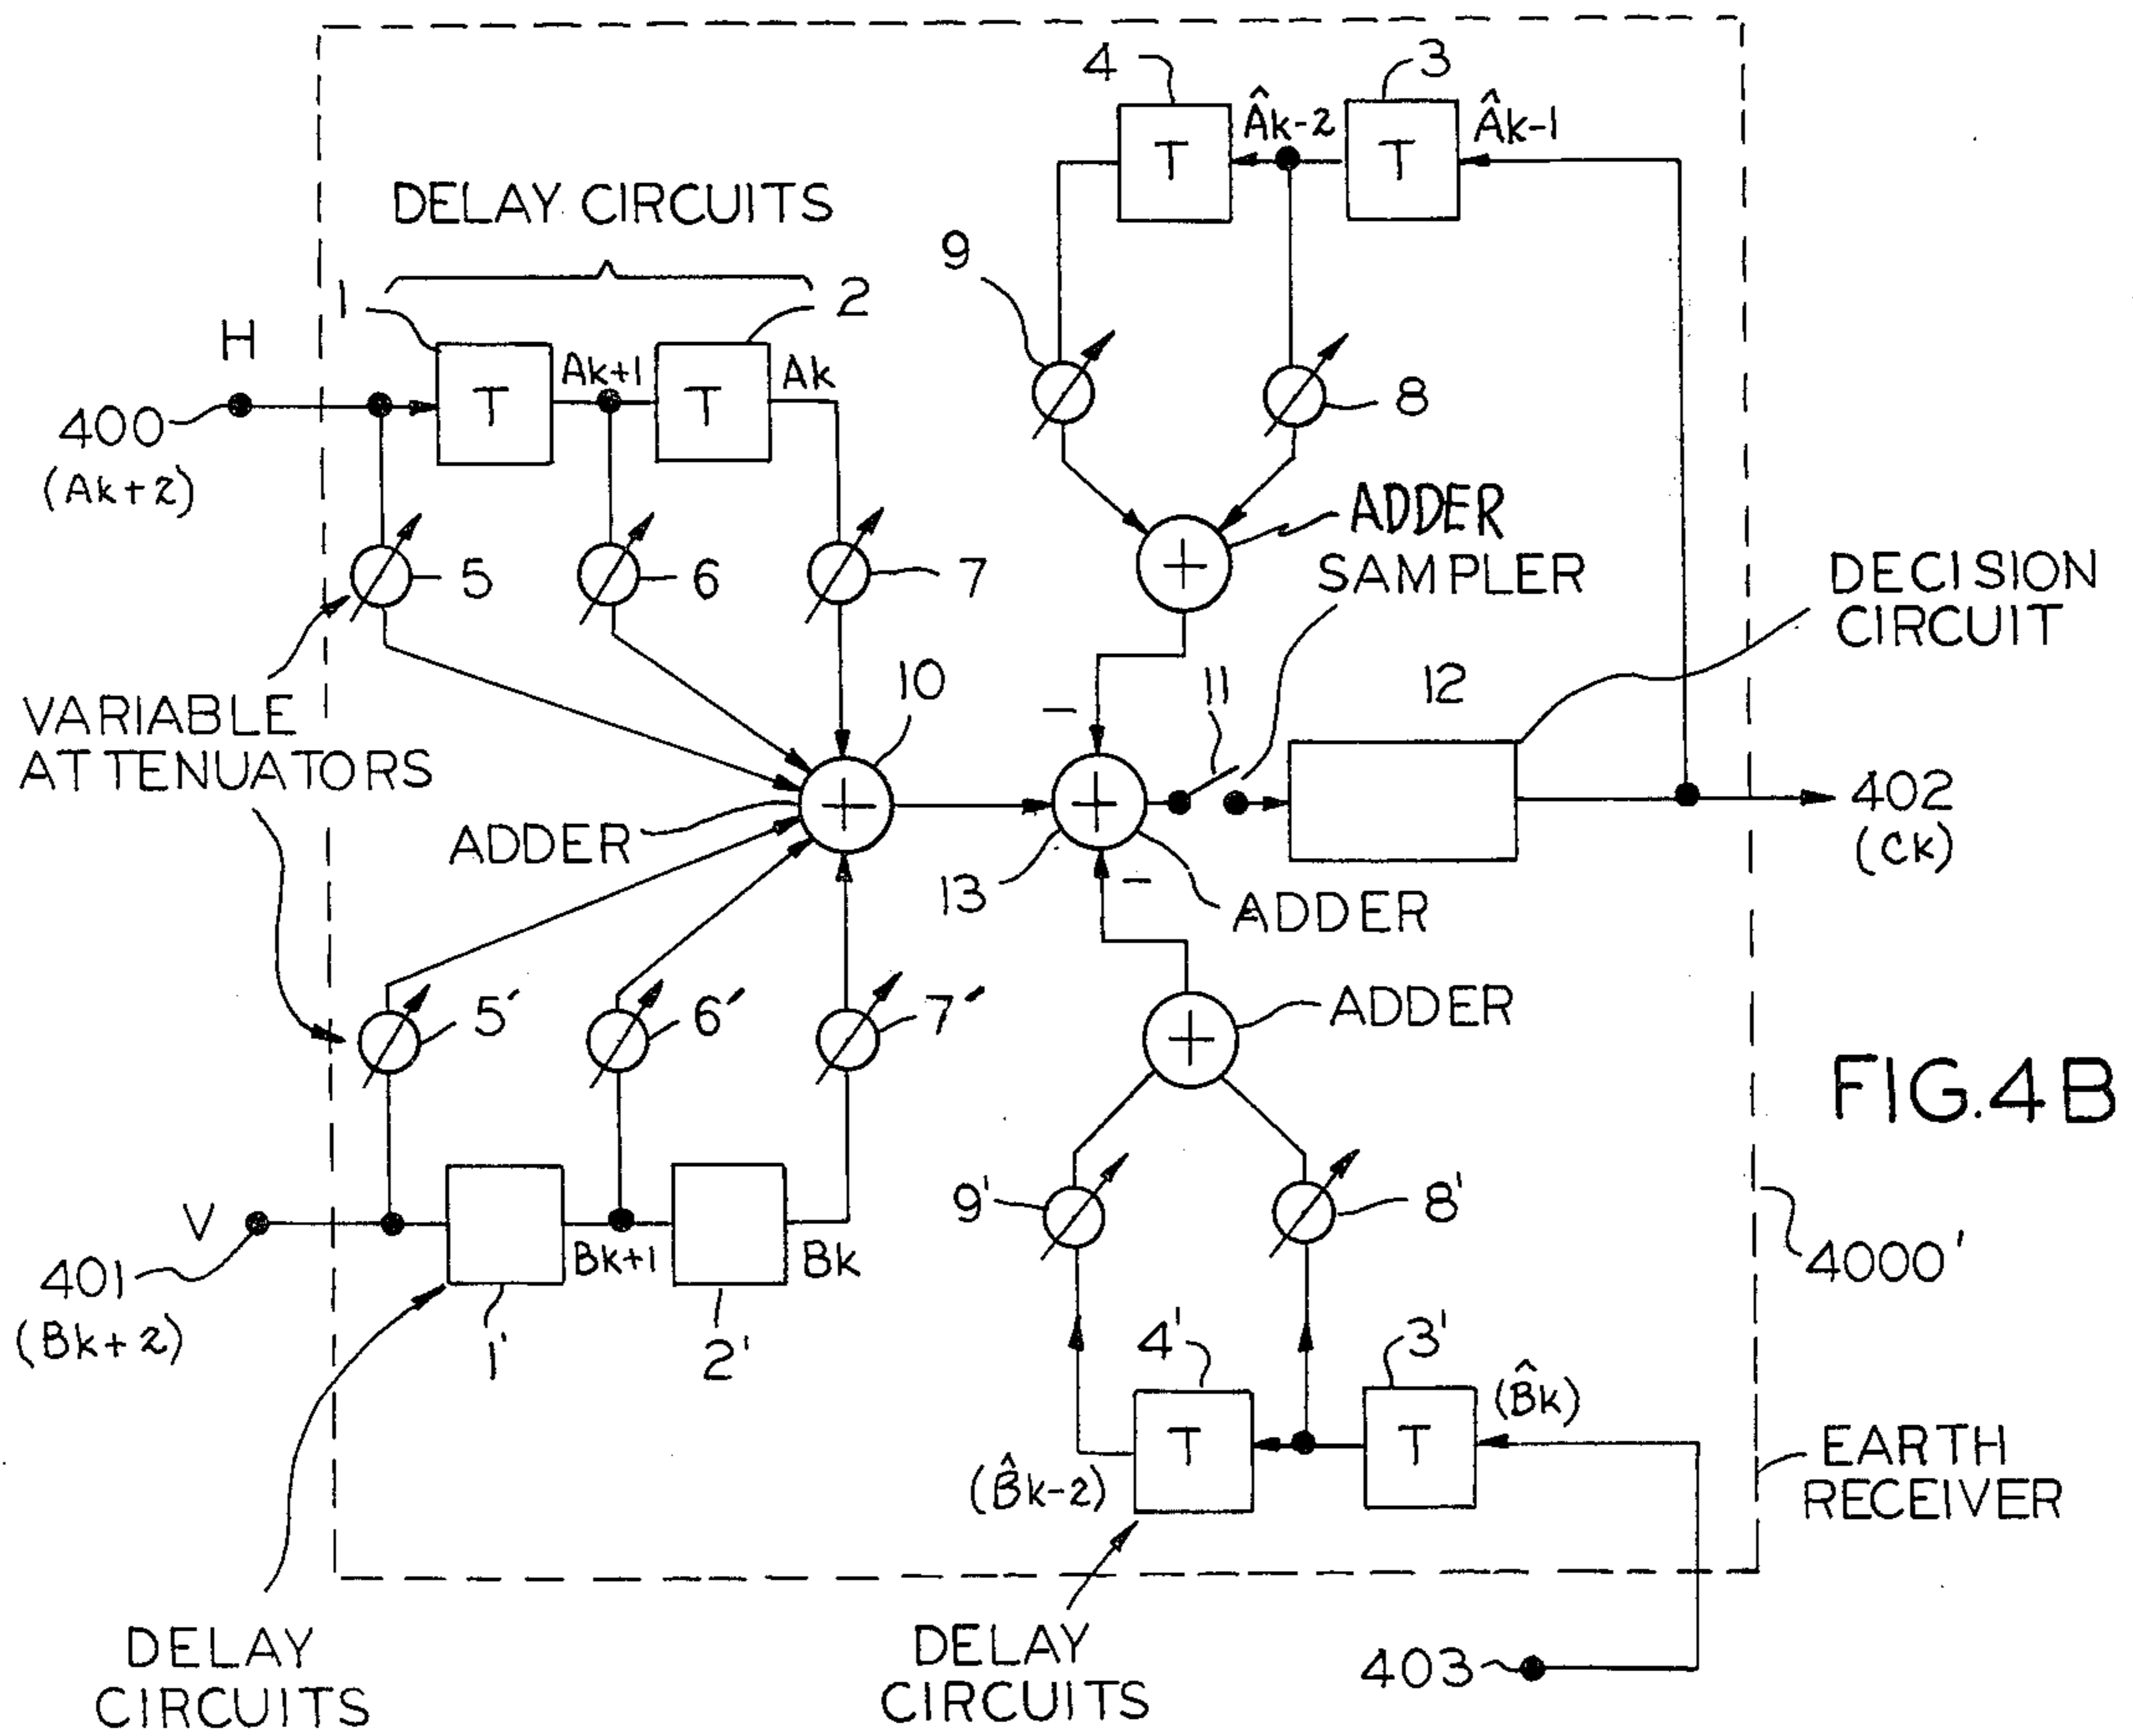 4
3
T
Âk-2
T
Âk-1
DELAY CIRCUITS
9
1
2
H
T
Ak+1
T
Ak
8
400
(Ak+2)
ADDER
SAMPLER
DECISION
CIRCUIT
+
5
6
7
10
11
12
VARIABLE
ATTENUATORS
−
ADDER
+
+
402
(Ck)
13
−
ADDER
5'
6'
7'
+
ADDER
FIG.4B
V
9'
8'
401
(Bk+2)
Bk+1
Bk
4000'
1'
2'
4'
3'
(B̂k)
T
T
(B̂k-2)
EARTH
RECEIVER
DELAY
CIRCUITS
DELAY
CIRCUITS
403